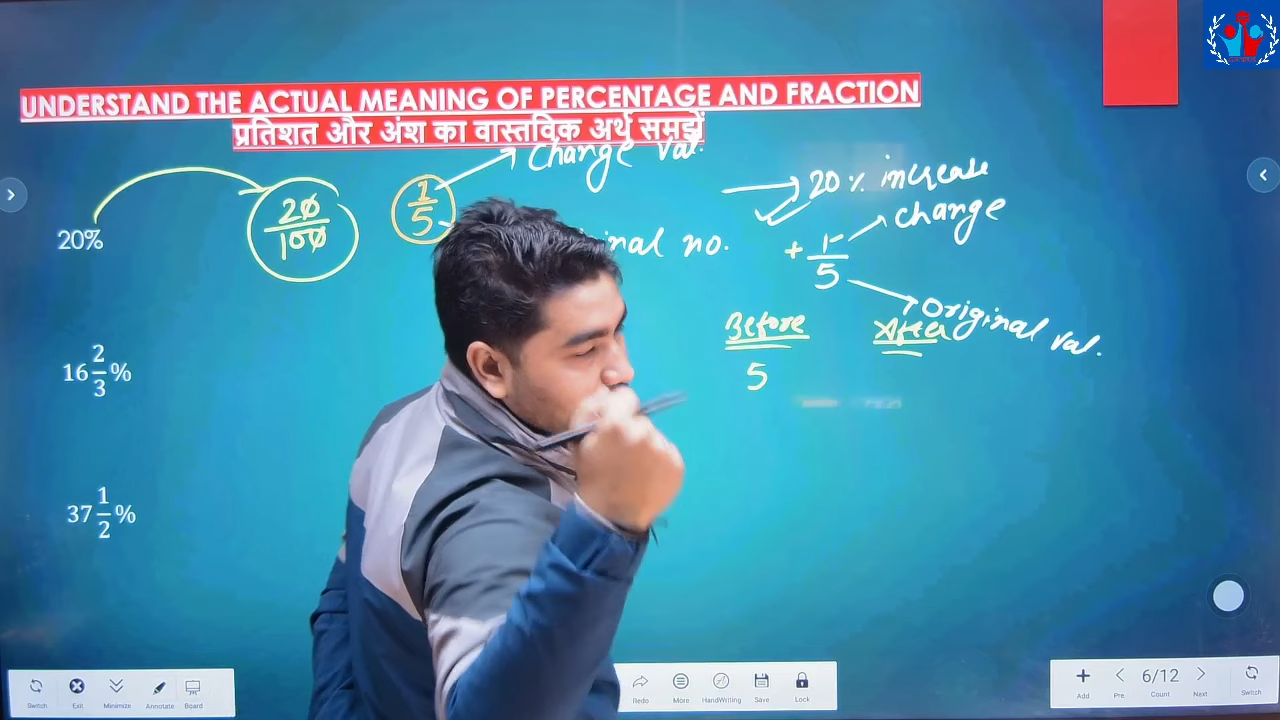 UNDERSTAND THE ACTUAL MEANING OF PERCENTAGE AND FRACTION
प्रतिशत और अंश का वास्तविक अर्थ समझें
change val.
20%
20/100
1/5
no.
20% increase
change
+ 1/5
Original val.
Before After
5
16 2/3 %
37 1/2 %
Switch Exit Minimize Annotate Board Redo More HandWriting Save Lock Add Pre. 6/12 Count Next Switch